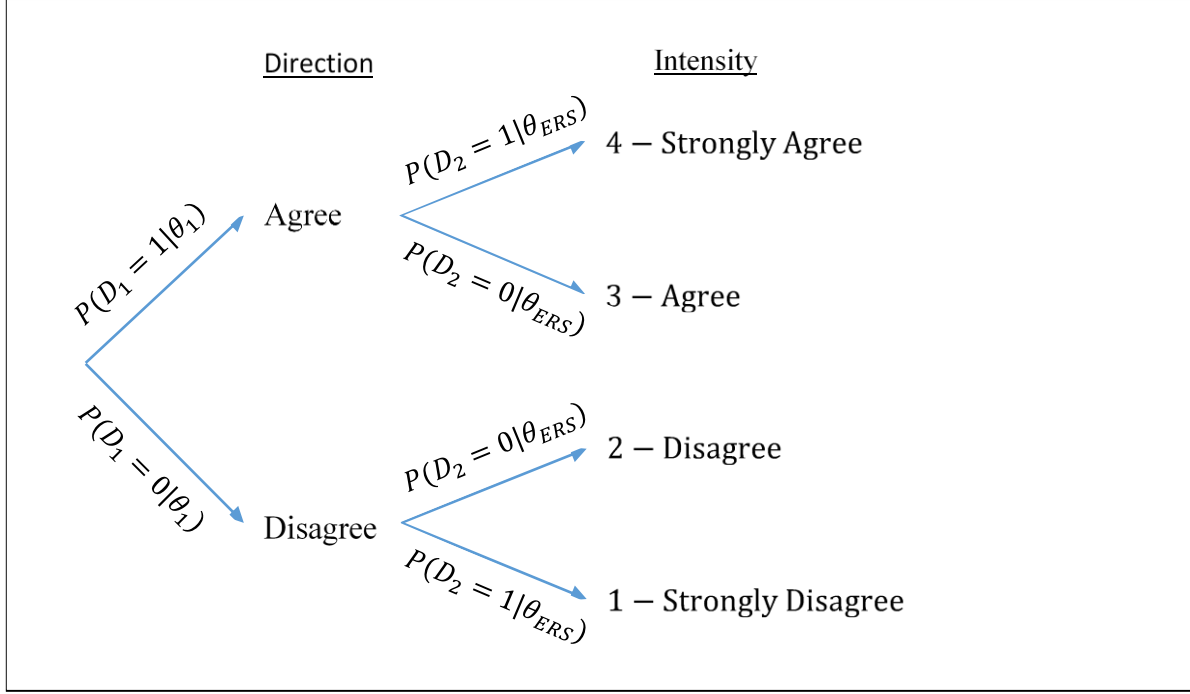 Direction
Intensity
P(D₂ = 1|θ_ERS)
4 − Strongly Agree
P(D₁ = 1|θ₁)
Agree
P(D₂ = 0|θ_ERS)
3 − Agree
P(D₁ = 0|θ₁)
P(D₂ = 0|θ_ERS)
2 − Disagree
Disagree
P(D₂ = 1|θ_ERS)
1 − Strongly Disagree